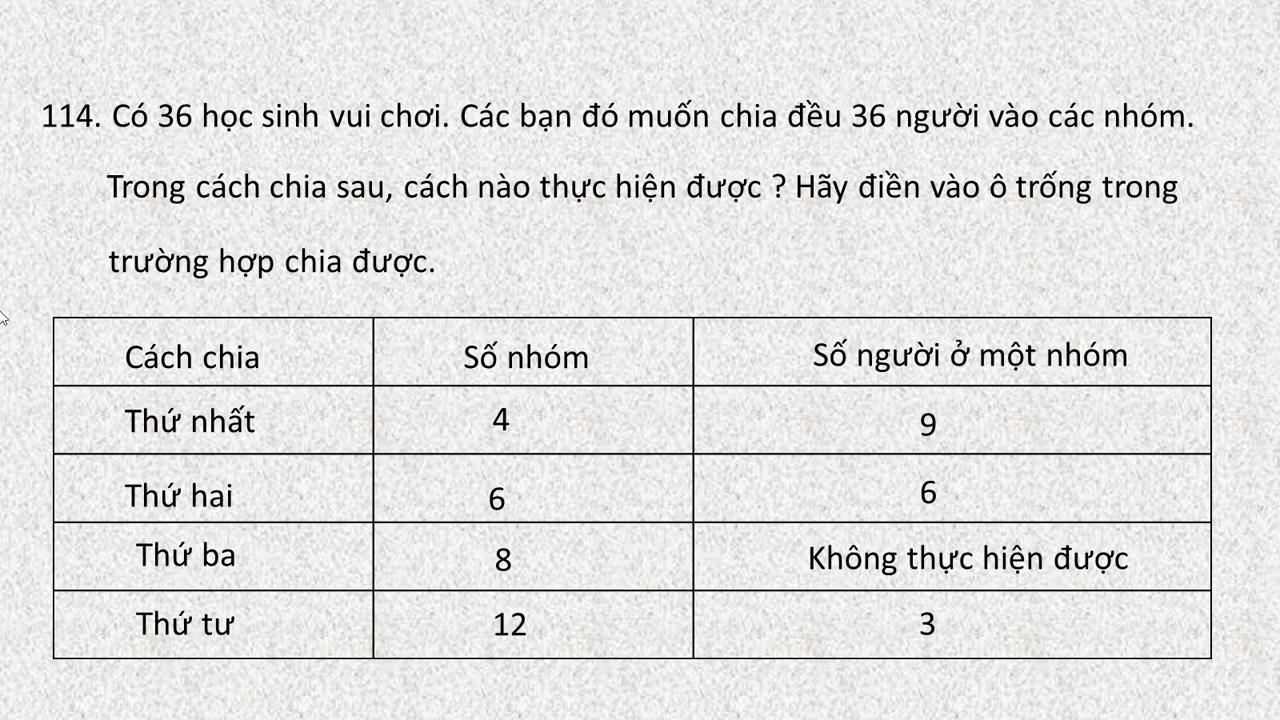 114. Có 36 học sinh vui chơi. Các bạn đó muốn chia đều 36 người vào các nhóm.
Trong cách chia sau, cách nào thực hiện được ? Hãy điền vào ô trống trong
trường hợp chia được.
Cách chia Số nhóm Số người ở một nhóm
Thứ nhất 4 9
Thứ hai 6 6
Thứ ba 8 Không thực hiện được
Thứ tư 12 3